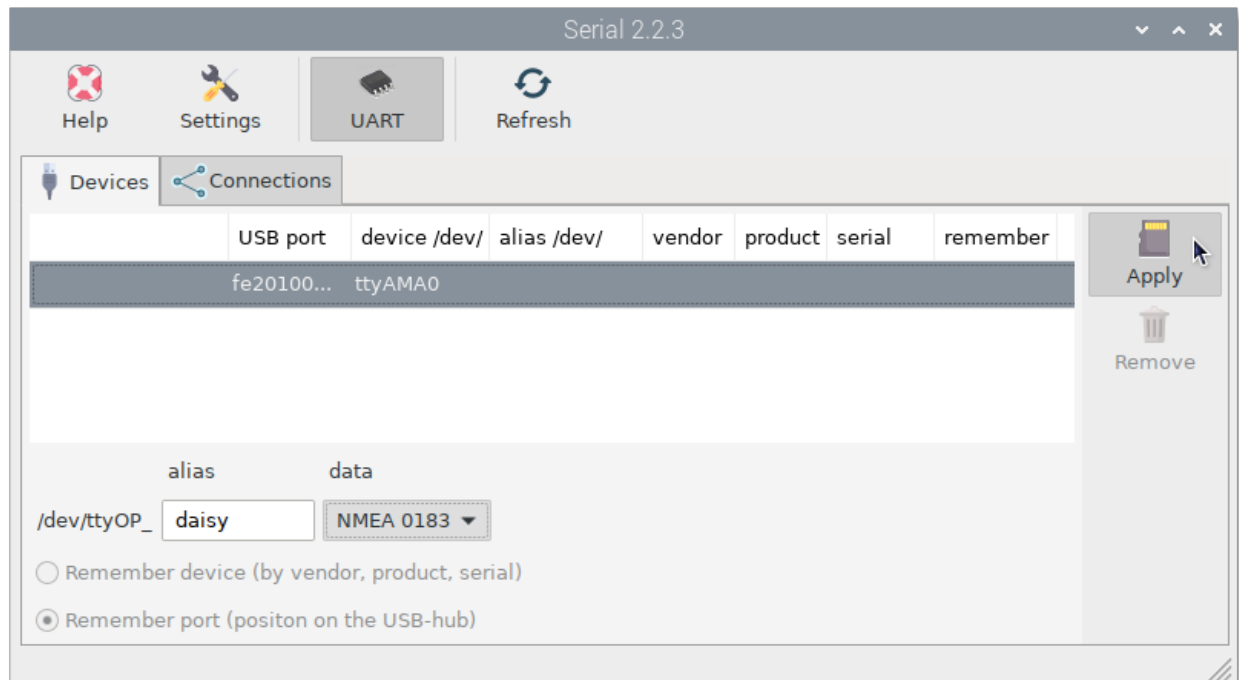 Serial 2.2.3
Help Settings UART Refresh
Devices Connections
USB port device /dev/ alias /dev/ vendor product serial remember
fe20100... ttyAMA0
Apply
Remove
alias data
/dev/ttyOP_ daisy NMEA 0183
Remember device (by vendor, product, serial)
Remember port (positon on the USB-hub)